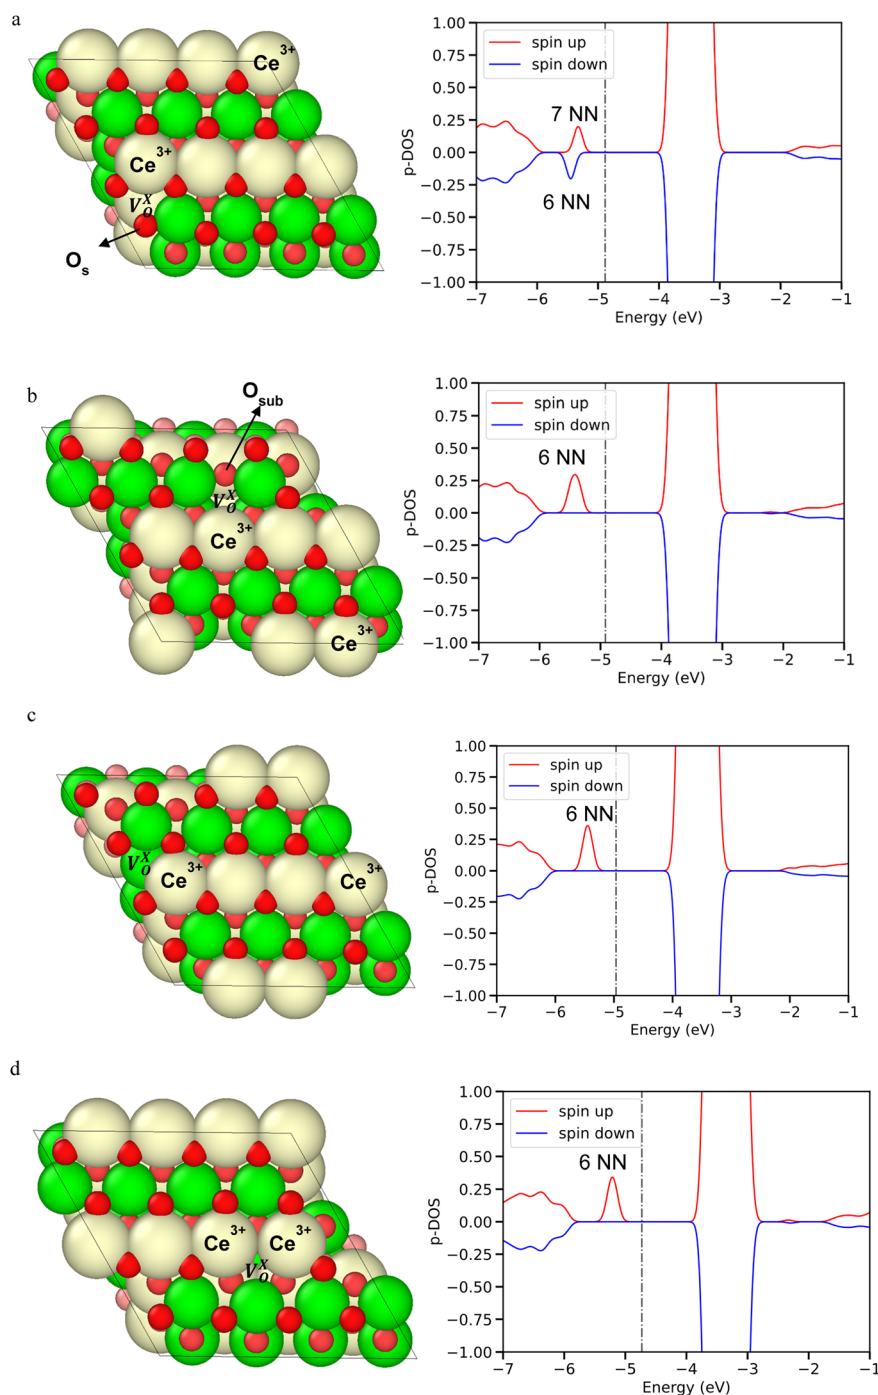 a
Ce3+
Ce3+
V_O^X
O_s
1.00
0.75
0.50
0.25
0.00
−0.25
−0.50
−0.75
−1.00
p-DOS
spin up
spin down
7 NN
6 NN
−7 −6 −5 −4 −3 −2 −1
Energy (eV)
b
O_sub
V_O^X
Ce3+
Ce3+
1.00
0.75
0.50
0.25
0.00
−0.25
−0.50
−0.75
−1.00
p-DOS
spin up
spin down
6 NN
−7 −6 −5 −4 −3 −2 −1
Energy (eV)
c
V_O^X
Ce3+ Ce3+
1.00
0.75
0.50
0.25
0.00
−0.25
−0.50
−0.75
−1.00
p-DOS
spin up
spin down
6 NN
−7 −6 −5 −4 −3 −2 −1
Energy (eV)
d
Ce3+ Ce3+
V_O^X
1.00
0.75
0.50
0.25
0.00
−0.25
−0.50
−0.75
−1.00
p-DOS
spin up
spin down
6 NN
−7 −6 −5 −4 −3 −2 −1
Energy (eV)